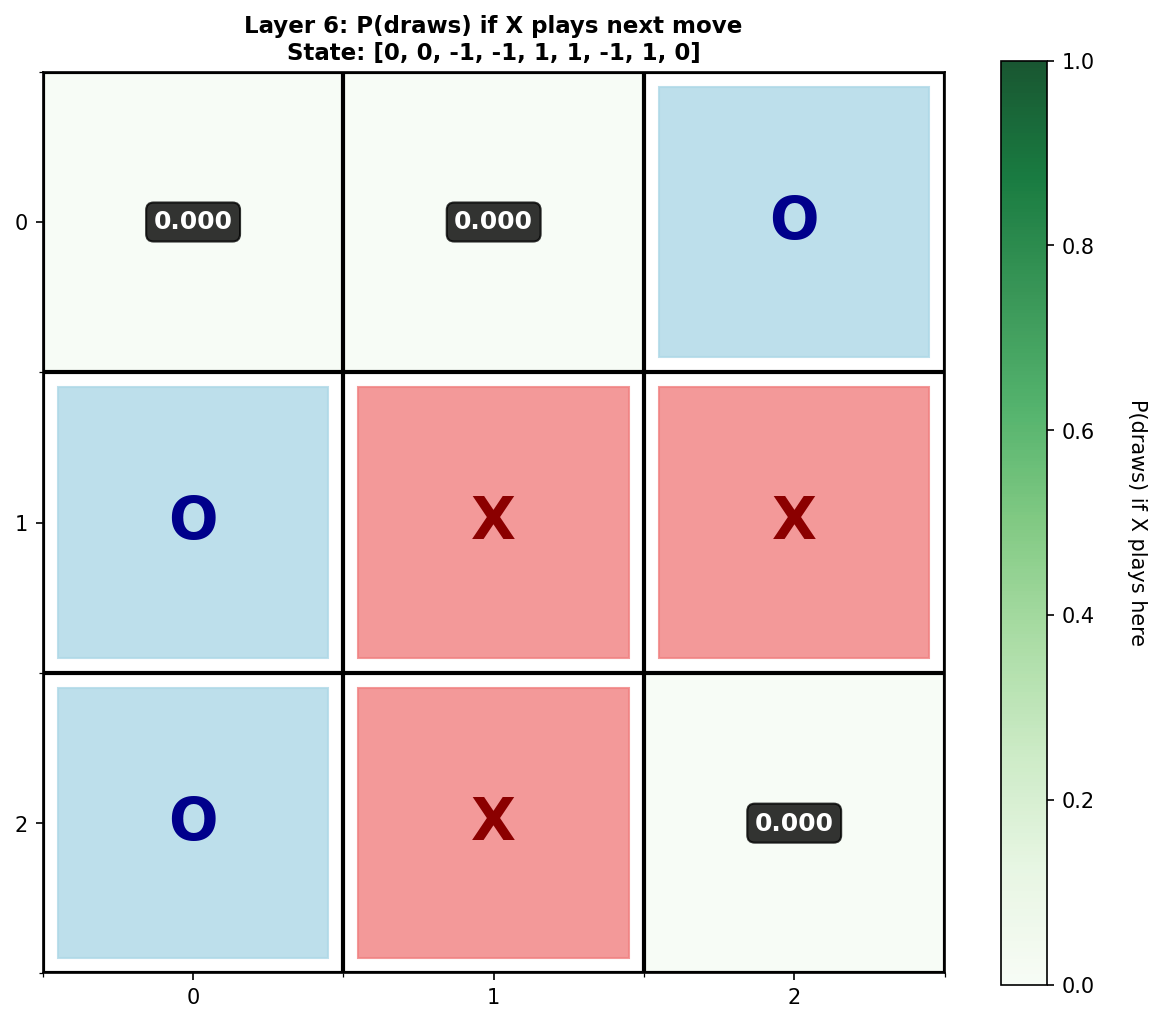 Layer 6: P(draws) if X plays next move
State: [0, 0, -1, -1, 1, 1, -1, 1, 0]
0
0.000
0.000
O
1
O
X
X
2
O
X
0.000
0
1
2
1.0
0.8
0.6
0.4
0.2
0.0
P(draws) if X plays here